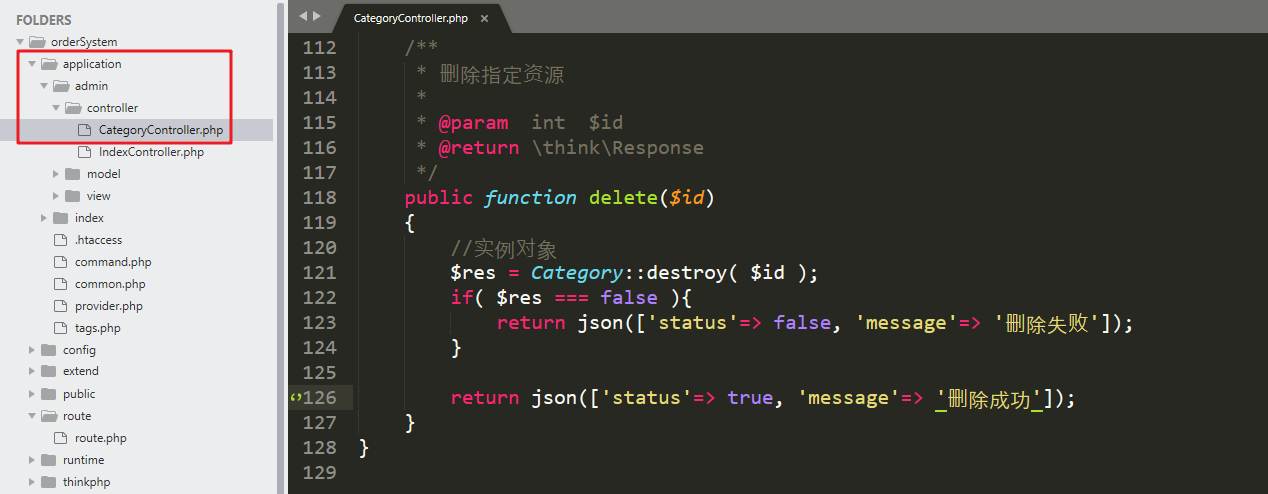 FOLDERS
orderSystem
application
admin
controller
CategoryController.php
IndexController.php
model
view
index
.htaccess
command.php
common.php
provider.php
tags.php
config
extend
public
route
route.php
runtime
thinkphp
CategoryController.php ×
112 /**
113 * 删除指定资源
114 *
115 * @param  int  $id
116 * @return \think\Response
117 */
118 public function delete($id)
119 {
120 //实例对象
121 $res = Category::destroy( $id );
122 if( $res === false ){
123 return json(['status'=> false, 'message'=> '删除失败']);
124 }
125
126 return json(['status'=> true, 'message'=> '删除成功']);
127 }
128 }
129